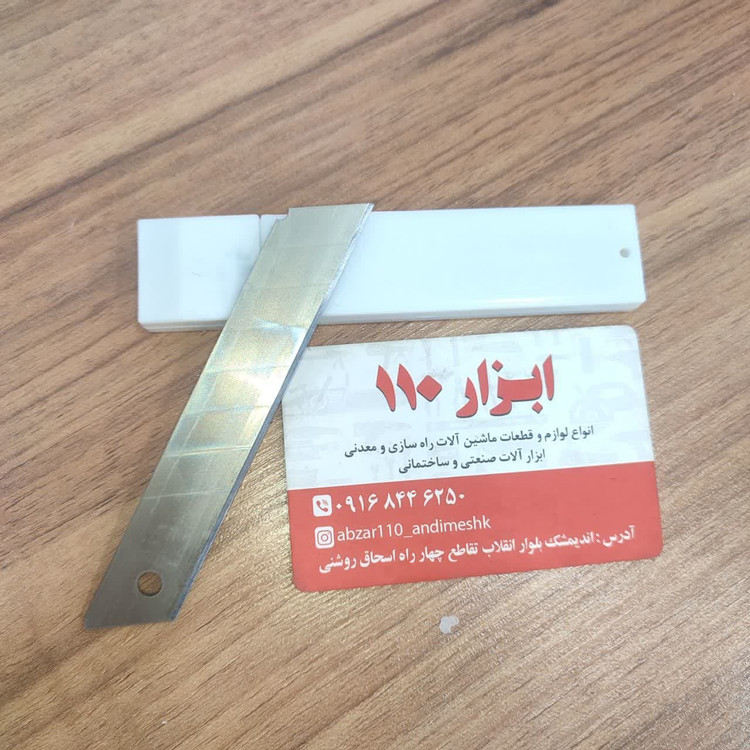 ابزار ۱۱۰
انواع لوازم و قطعات ماشین آلات راه سازی و معدنی
ابزار آلات صنعتی و ساختمانی
۰۹۱۶ ۸۴۴ ۶۲۵۰
abzar110_andimeshk
آدرس : اندیمشک بلوار انقلاب تقاطع چهار راه اسحاق روشنی